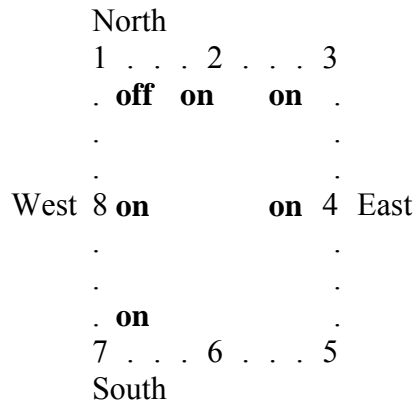 North
1 . . . 2 . . . 3
. off on on .
. .
. .
West 8 on on 4 East
. .
. .
. on .
7 . . . 6 . . . 5
South